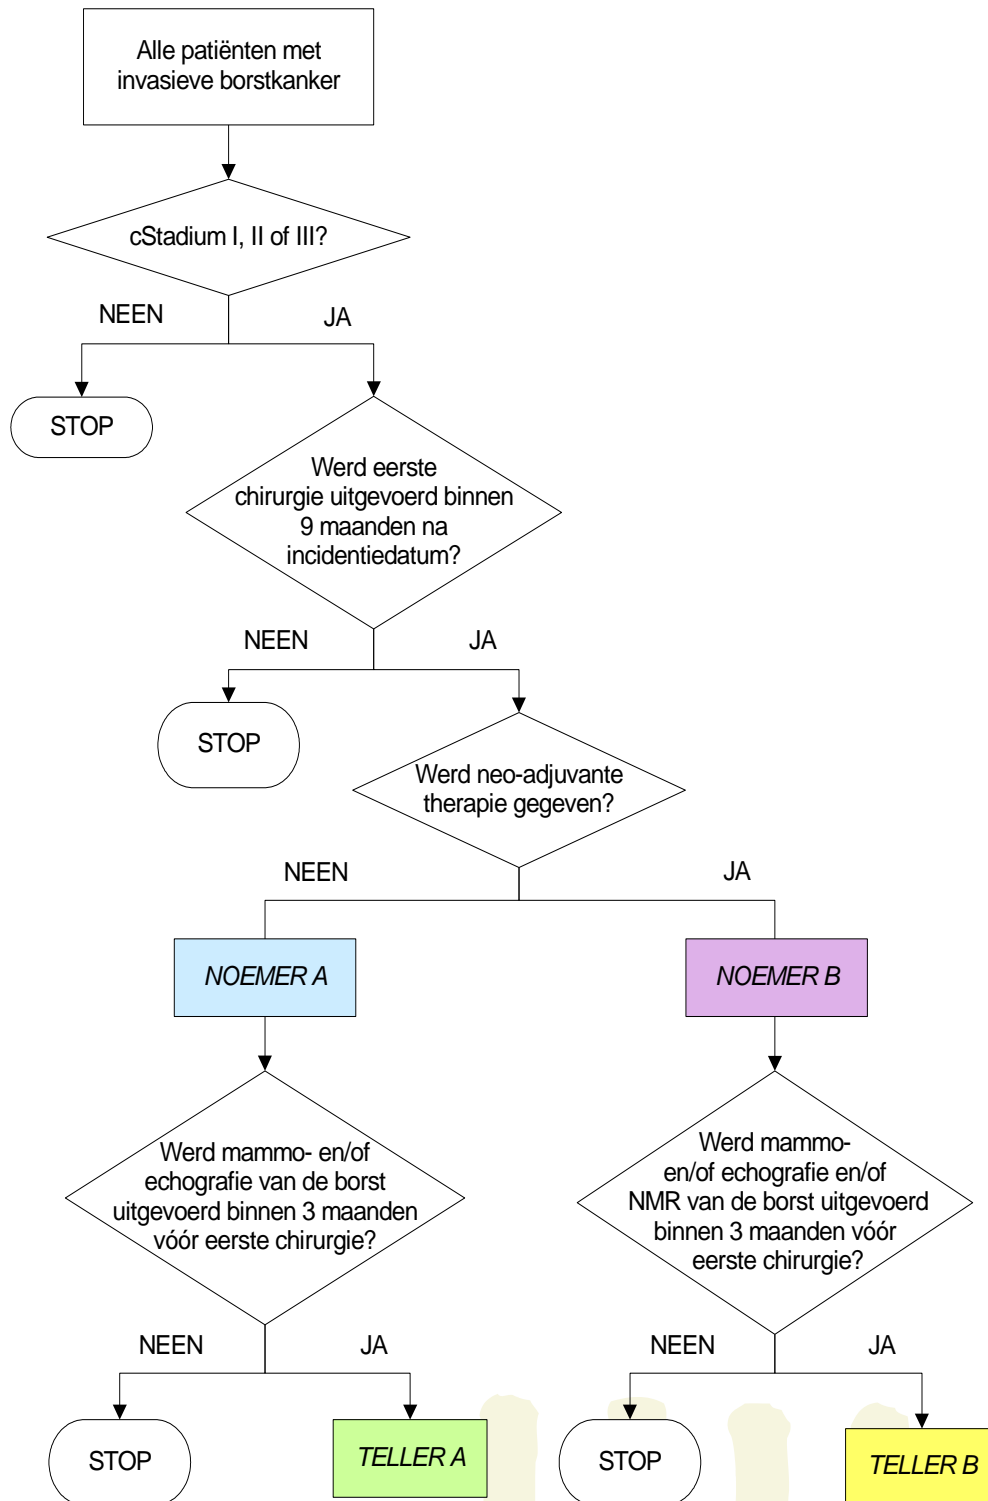 Alle patiënten met
invasieve borstkanker
cStadium I, II of III?
NEEN
JA
STOP
Werd eerste
chirurgie uitgevoerd binnen
9 maanden na
incidentiedatum?
NEEN
JA
STOP
Werd neo-adjuvante
therapie gegeven?
NEEN
JA
NOEMER A
NOEMER B
Werd mammo- en/of
echografie van de borst
uitgevoerd binnen 3 maanden
vóór eerste chirurgie?
Werd mammo-
en/of echografie en/of
NMR van de borst uitgevoerd
binnen 3 maanden vóór
eerste chirurgie?
NEEN
JA
NEEN
JA
STOP
TELLER A
STOP
TELLER B